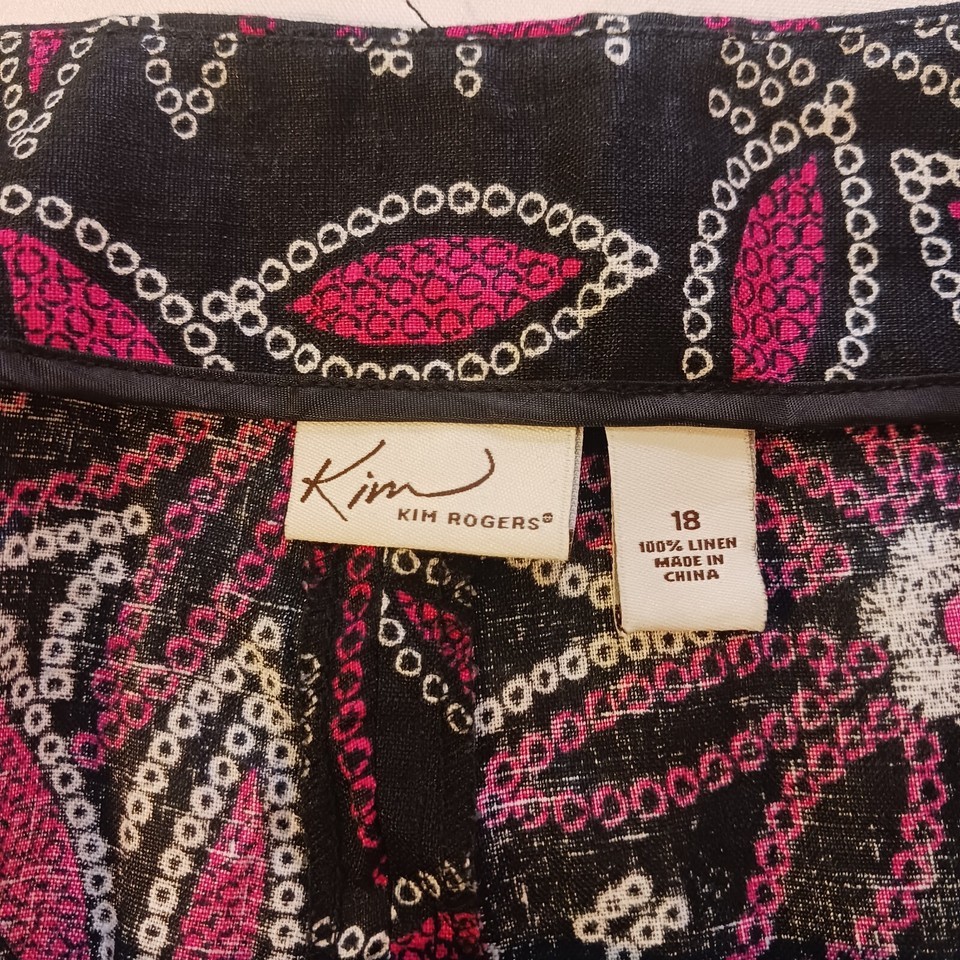 Kim
KIM ROGERS®
18
100% LINEN
MADE IN
CHINA